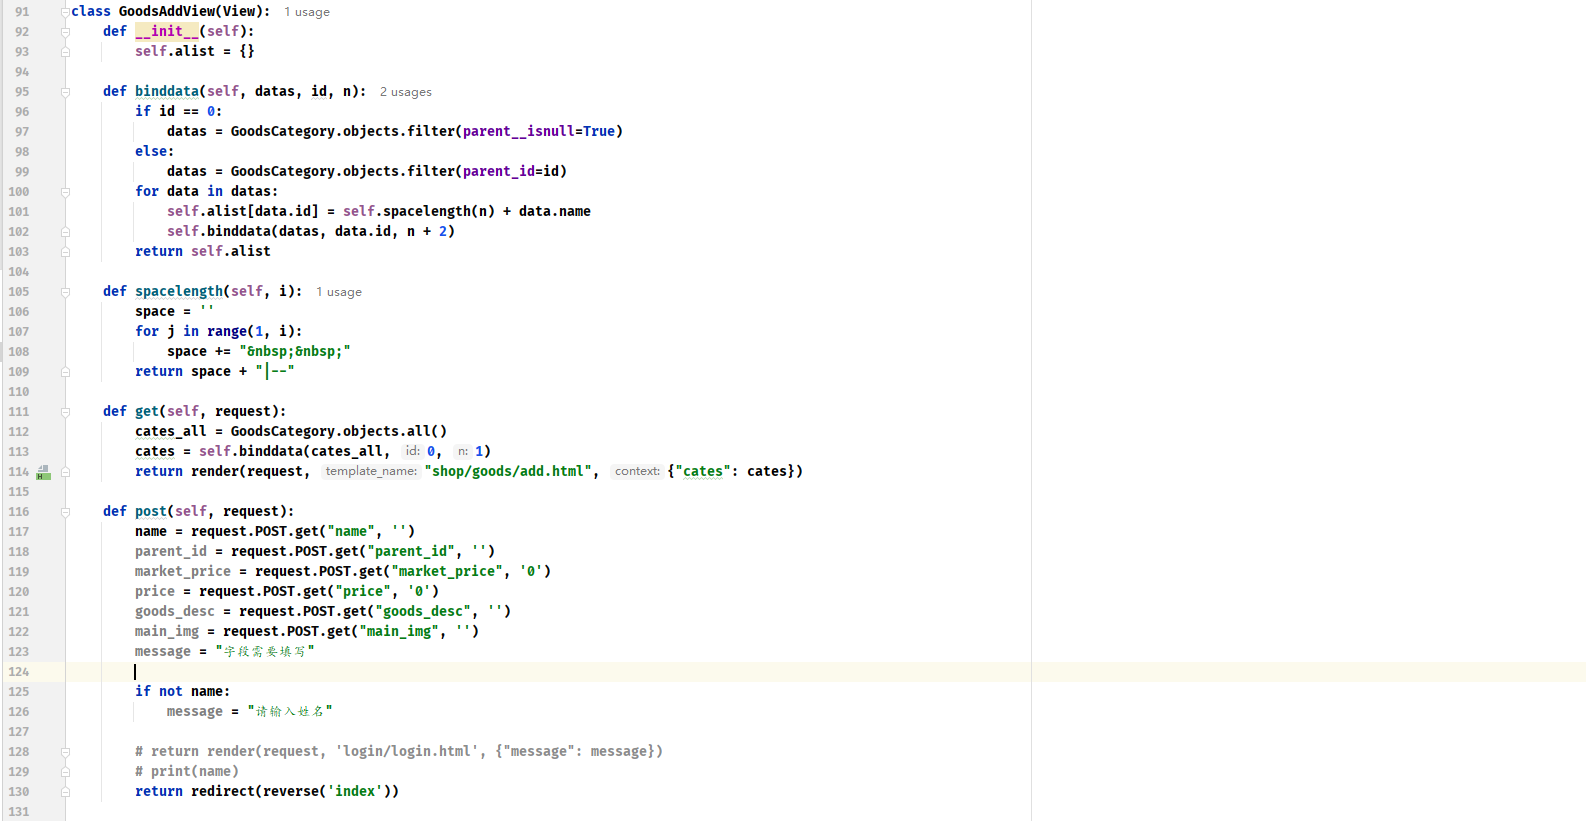 91 class GoodsAddView(View): 1 usage
92 def __init__(self):
93 self.alist = {}
94
95 def binddata(self, datas, id, n): 2 usages
96 if id == 0:
97 datas = GoodsCategory.objects.filter(parent__isnull=True)
98 else:
99 datas = GoodsCategory.objects.filter(parent_id=id)
100 for data in datas:
101 self.alist[data.id] = self.spacelength(n) + data.name
102 self.binddata(datas, data.id, n + 2)
103 return self.alist
104
105 def spacelength(self, i): 1 usage
106 space = ''
107 for j in range(1, i):
108 space += "&nbsp;&nbsp;"
109 return space + "|--"
110
111 def get(self, request):
112 cates_all = GoodsCategory.objects.all()
113 cates = self.binddata(cates_all, id: 0, n: 1)
114 return render(request, template_name: "shop/goods/add.html", context: {"cates": cates})
115
116 def post(self, request):
117 name = request.POST.get("name", '')
118 parent_id = request.POST.get("parent_id", '')
119 market_price = request.POST.get("market_price", '0')
120 price = request.POST.get("price", '0')
121 goods_desc = request.POST.get("goods_desc", '')
122 main_img = request.POST.get("main_img", '')
123 message = "字段需要填写"
124
125 if not name:
126 message = "请输入姓名"
127
128 # return render(request, 'login/login.html', {"message": message})
129 # print(name)
130 return redirect(reverse('index'))
131